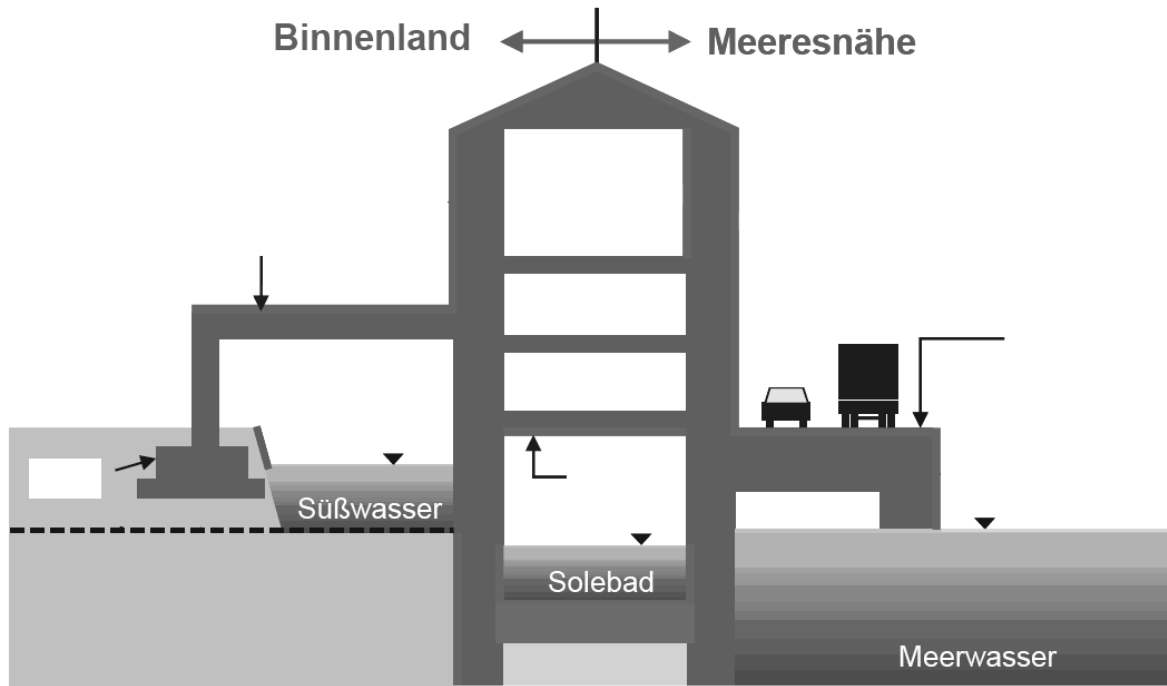 Binnenland
Meeresnähe
Süßwasser
Solebad
Meerwasser